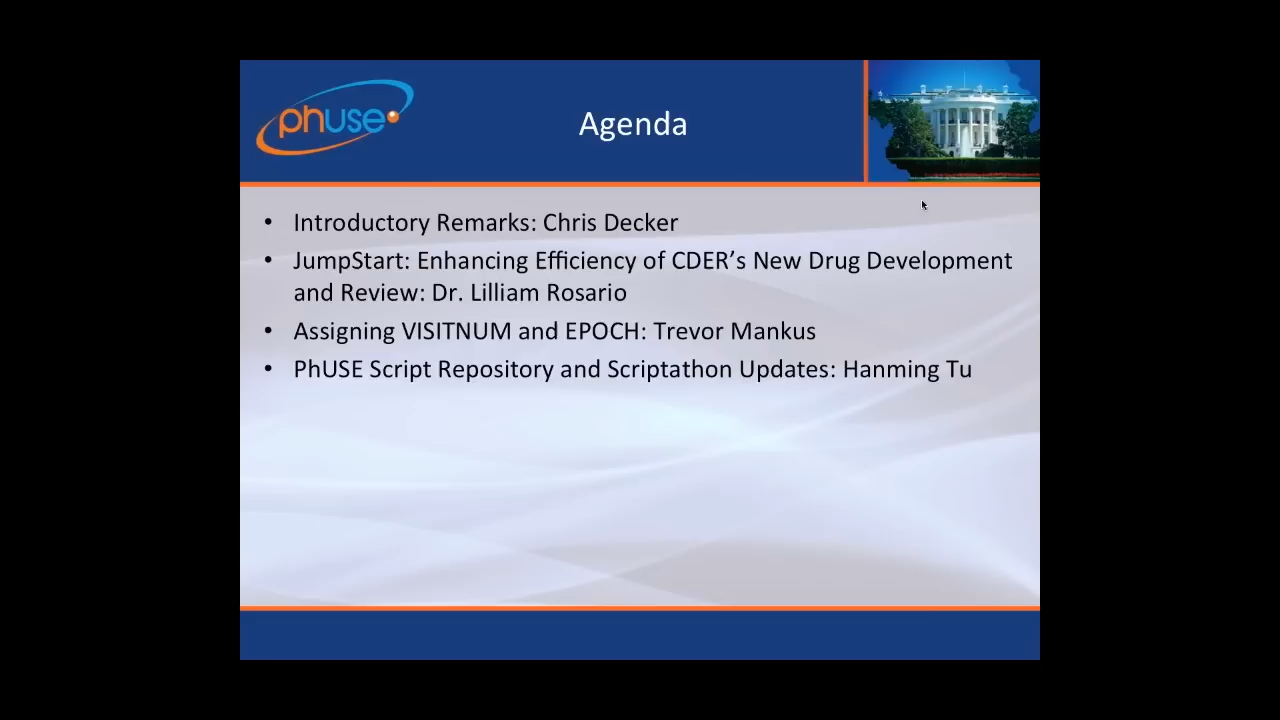 phUSE
Agenda
• Introductory Remarks: Chris Decker
• JumpStart: Enhancing Efficiency of CDER’s New Drug Development
and Review: Dr. Lilliam Rosario
• Assigning VISITNUM and EPOCH: Trevor Mankus
• PhUSE Script Repository and Scriptathon Updates: Hanming Tu